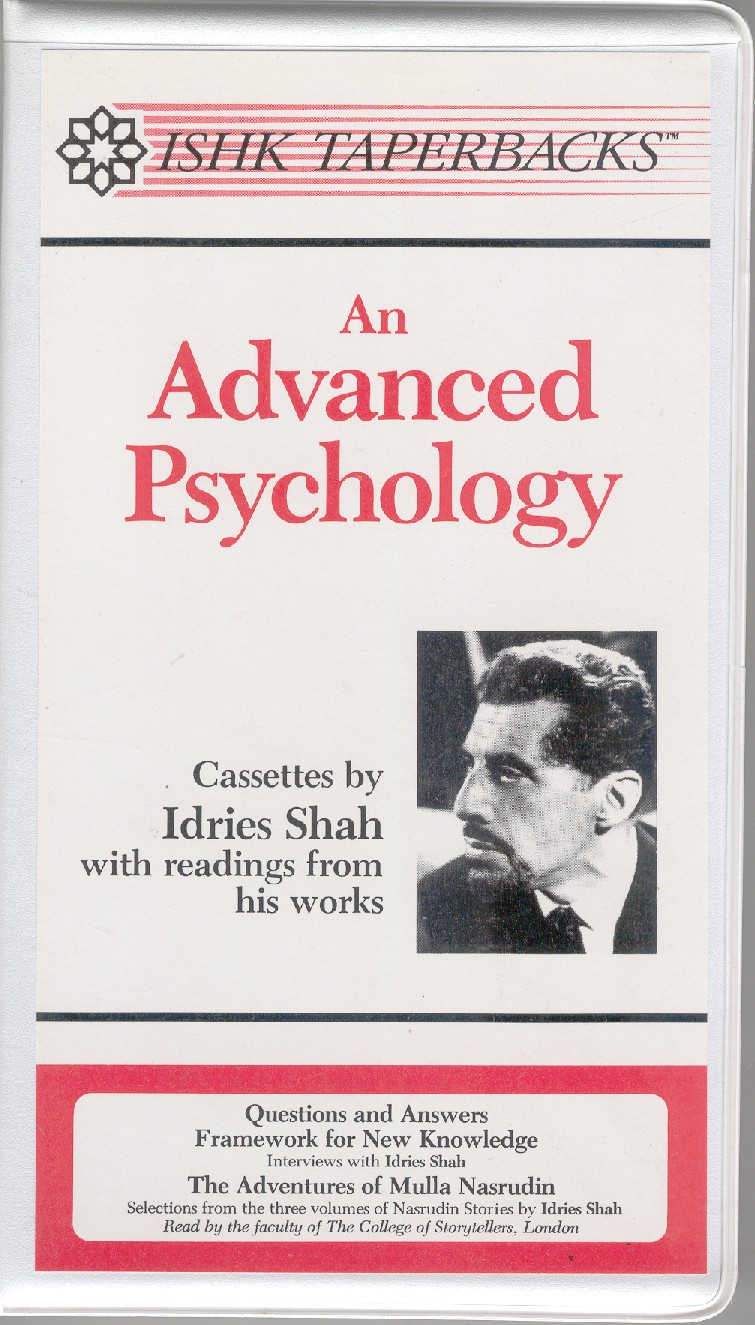 ISHK TAPERBACKS™
An
Advanced
Psychology
Cassettes by
Idries Shah
with readings from
his works
Questions and Answers
Framework for New Knowledge
Interviews with Idries Shah
The Adventures of Mulla Nasrudin
Selections from the three volumes of Nasrudin Stories by Idries Shah
Read by the faculty of The College of Storytellers, London